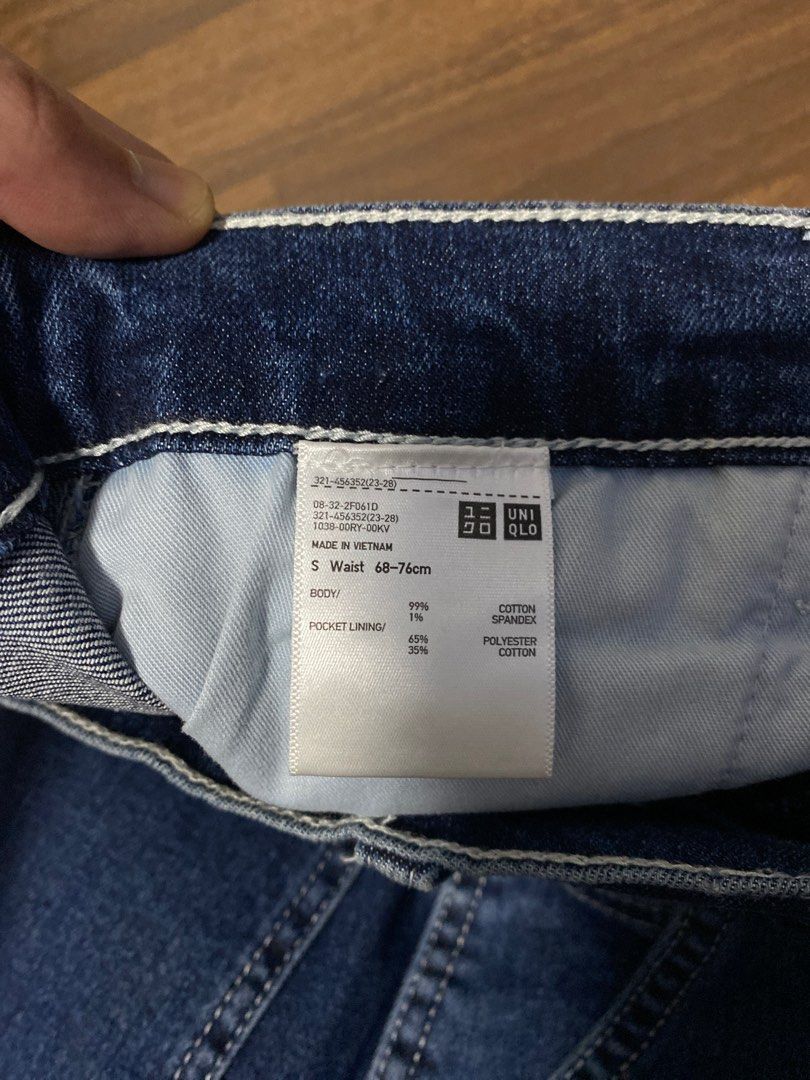 321-456352(23-28)
08-32-2F061D
321-456352(23-28)
1038-00RY-00KV
ユニ
クロ
UNI
QLO
MADE IN VIETNAM
S Waist 68-76cm
BODY/
99% COTTON
1% SPANDEX
POCKET LINING/
65% POLYESTER
35% COTTON